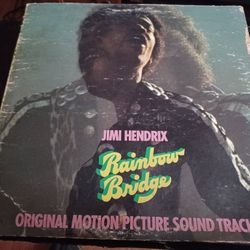 JIMI HENDRIX
Rainbow
Bridge
ORIGINAL MOTION PICTURE SOUND TRACK